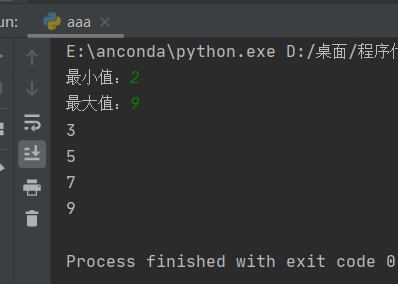 un:
aaa
E:\anconda\python.exe D:/桌面/程序
最小值：2
最大值：9
3
5
7
9
Process finished with exit code 0